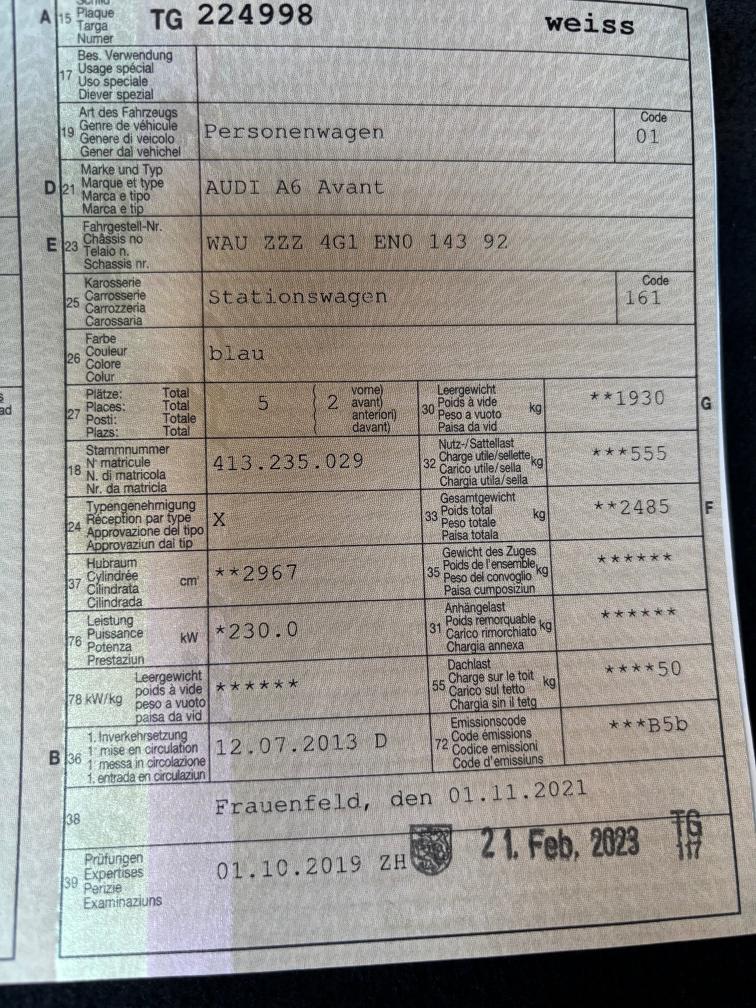 A 15 Schild
Plaque
Targa
Numer
TG 224998 weiss
17 Bes. Verwendung
Usage spécial
Uso speciale
Diever spezial
19 Art des Fahrzeugs
Genre de véhicule
Genere di veicolo
Gener dal vehichel
Personenwagen
Code
01
D 21 Marke und Typ
Marque et type
Marca e tipo
Marca e tip
AUDI A6 Avant
E 23 Fahrgestell-Nr.
Châssis no
Telaio n.
Schassis nr.
WAU ZZZ 4G1 EN0 143 92
25 Karosserie
Carrosserie
Carrozzeria
Carossaria
Stationswagen
Code
161
26 Farbe
Couleur
Colore
Colur
blau
27 Plätze: Total
Places: Total
Posti: Totale
Plazs: Total
5
2
vorne)
avant)
anteriori)
davant)
30 Leergewicht
Poids à vide
Peso a vuoto
Paisa da vid
kg
**1930
G
18 Stammnummer
N° matricule
N. di matricola
Nr. da matricla
413.235.029
32 Nutz-/Sattellast
Charge utile/sellette
Carico utile/sella
Chargia utila/sella
kg
***555
24 Typengenehmigung
Réception par type
Approvazione del tipo
Approvaziun dal tip
X
33 Gesamtgewicht
Poids total
Peso totale
Paisa totala
kg
**2485
F
37 Hubraum
Cylindrée
Cilindrata
Cilindrada
cm³
**2967
35 Gewicht des Zuges
Poids de l'ensemble
Peso del convoglio
Paisa cumposiziun
kg
******
76 Leistung
Puissance
Potenza
Prestaziun
kW
*230.0
31 Anhängelast
Poids remorquable
Carico rimorchiato
Chargia annexa
kg
******
78 kW/kg
Leergewicht
poids à vide
peso a vuoto
paisa da vid
******
55 Dachlast
Charge sur le toit
Carico sul tetto
Chargia sin il tetg
kg
****50
B 36 1. Inverkehrsetzung
1ʳᵉ mise en circulation
1ª messa in circolazione
1. entrada en circulaziun
12.07.2013 D
72 Emissionscode
Code émissions
Codice emissioni
Code d'emissiuns
***B5b
38
Frauenfeld, den 01.11.2021
39 Prüfungen
Expertises
Perizie
Examinaziuns
01.10.2019 ZH
21. Feb. 2023
TG
117
ad